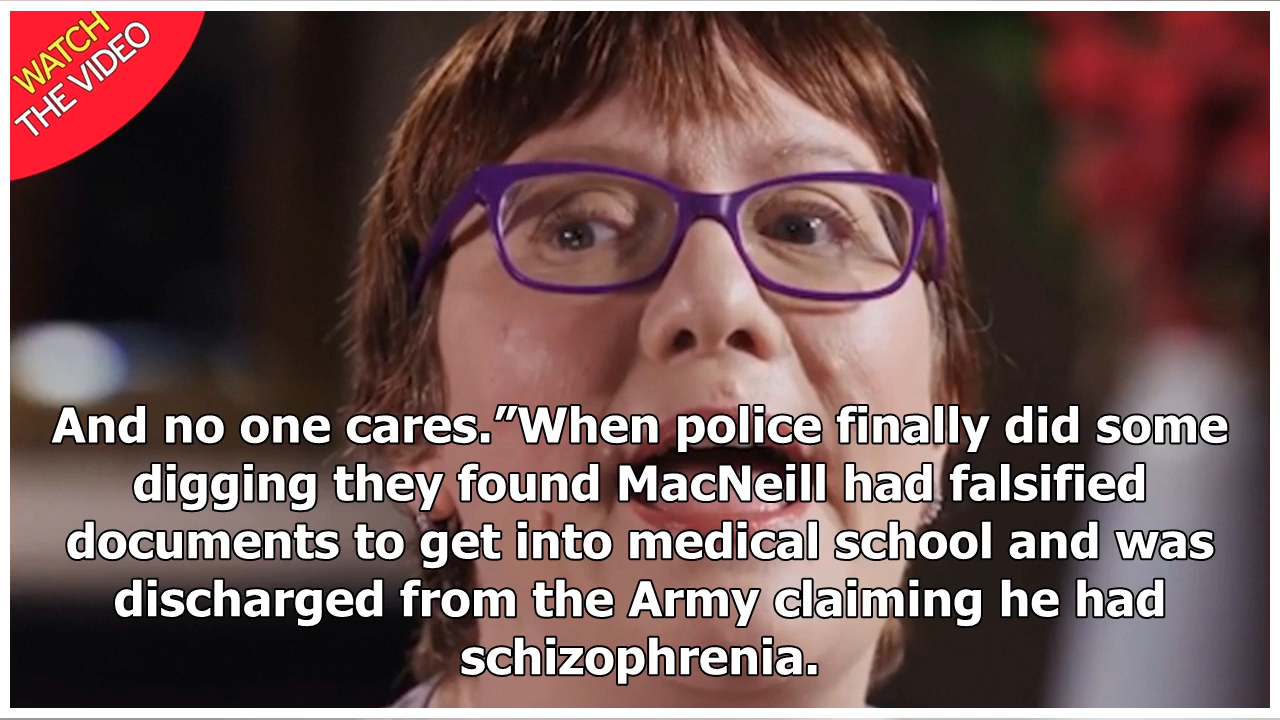 WATCH
THE VIDEO
And no one cares.”When police finally did some
digging they found MacNeill had falsified
documents to get into medical school and was
discharged from the Army claiming he had
schizophrenia.